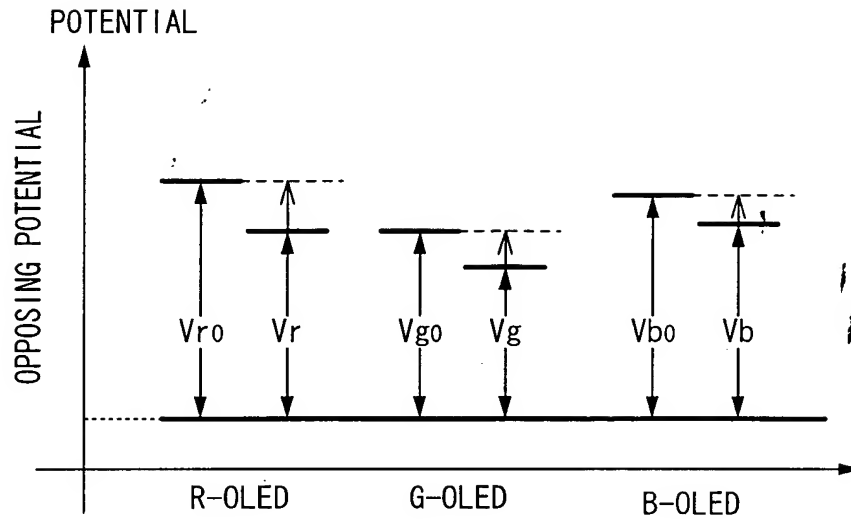 POTENTIAL
OPPOSING POTENTIAL
Vro Vr Vgo Vg Vbo Vb
R-OLED G-OLED B-OLED